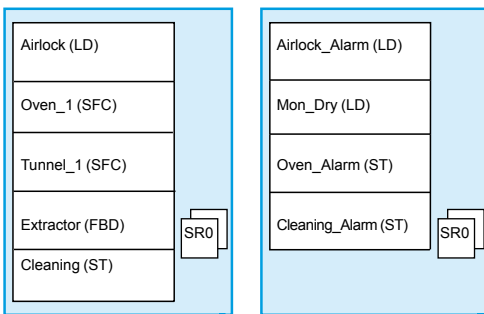 Airlock (LD)
Oven_1 (SFC)
Tunnel_1 (SFC)
Extractor (FBD)
SR0
Cleaning (ST)
Airlock_Alarm (LD)
Mon_Dry (LD)
Oven_Alarm (ST)
Cleaning_Alarm (ST)
SR0